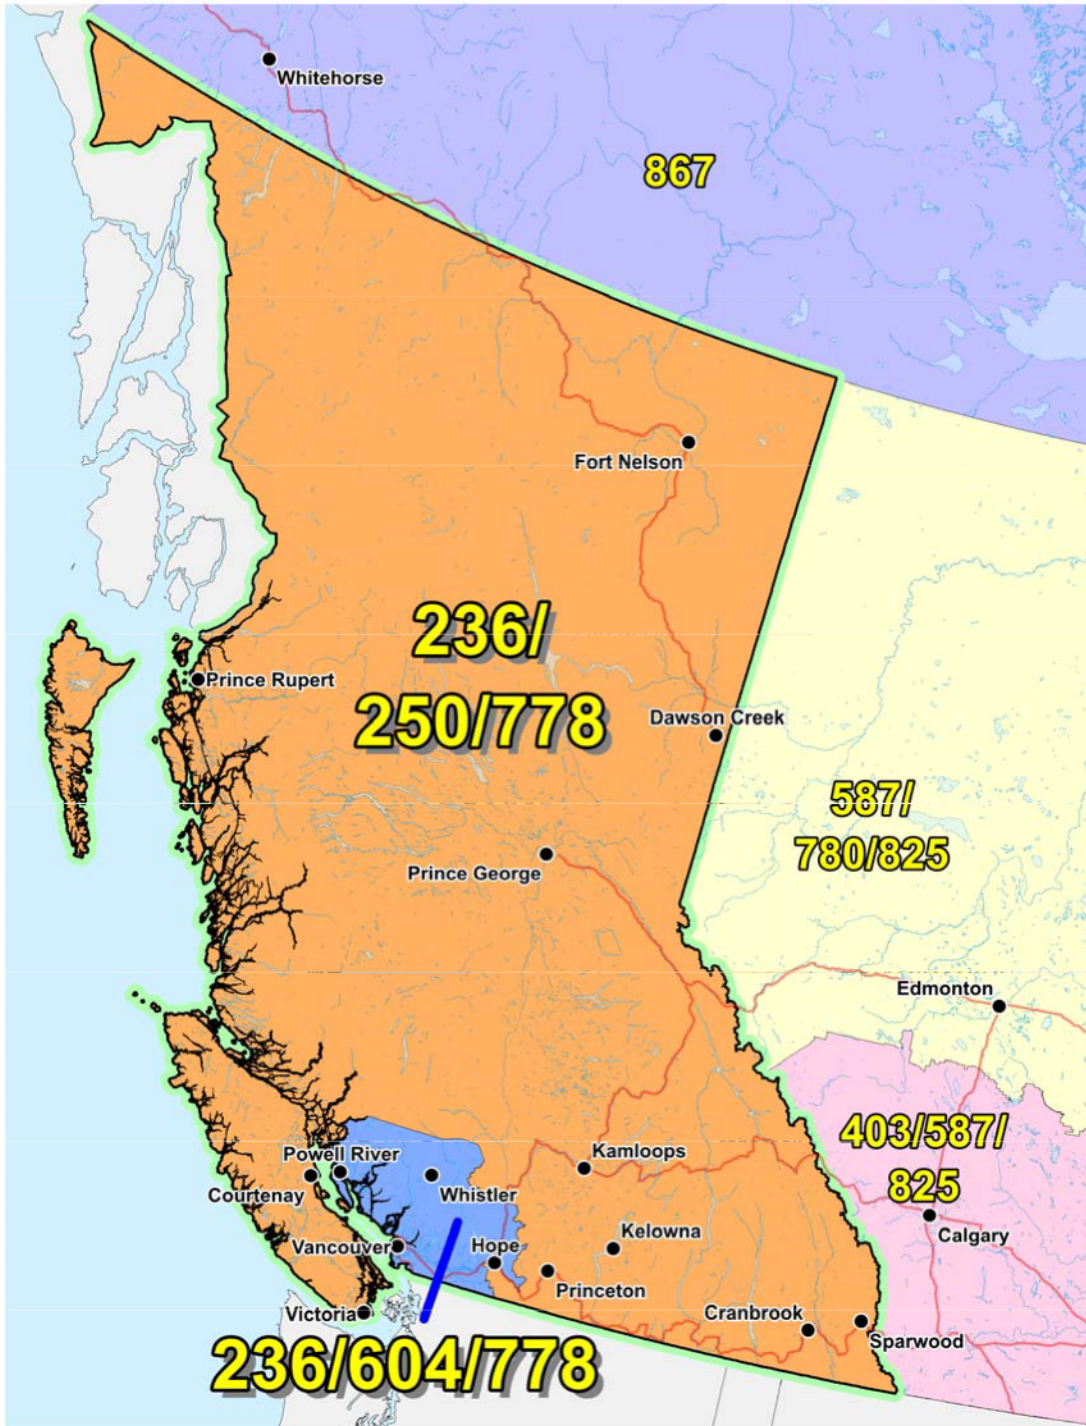 Whitehorse
867
Fort Nelson
236/
250/778
Prince Rupert
Dawson Creek
587/
780/825
Prince George
Edmonton
403/587/
825
Powell River
Kamloops
Courtenay
Whistler
Calgary
Vancouver
Hope
Kelowna
Princeton
Victoria
Cranbrook
Sparwood
236/604/778